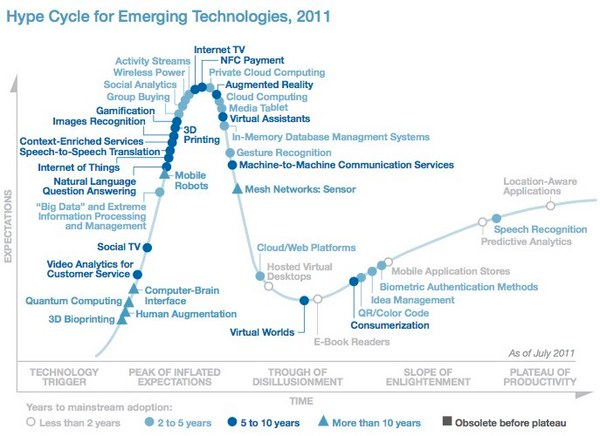 Hype Cycle for Emerging Technologies, 2011
EXPECTATIONS
Internet TV
NFC Payment
Activity Streams
Wireless Power
Private Cloud Computing
Social Analytics
Augmented Reality
Group Buying
Cloud Computing
Media Tablet
Gamification
Virtual Assistants
Images Recognition
3D
Printing
In-Memory Database Managment Systems
Context-Enriched Services
Speech-to-Speech Translation
Gesture Recognition
Internet of Things
Machine-to-Machine Communication Services
Natural Language
Question Answering
Mobile
Robots
Mesh Networks: Sensor
"Big Data" and Extreme
Information Processing
and Management
Location-Aware
Applications
Speech Recognition
Predictive Analytics
Social TV
Cloud/Web Platforms
Video Analytics for
Customer Service
Hosted Virtual
Desktops
Mobile Application Stores
Biometric Authentication Methods
Computer-Brain
Interface
Idea Management
Quantum Computing
QR/Color Code
Human Augmentation
3D Bioprinting
Consumerization
Virtual Worlds
E-Book Readers
As of July 2011
TECHNOLOGY
TRIGGER
PEAK OF INFLATED
EXPECTATIONS
TROUGH OF
DISILLUSIONMENT
SLOPE OF
ENLIGHTENMENT
PLATEAU OF
PRODUCTIVITY
TIME
Years to mainstream adoption:
Less than 2 years
2 to 5 years
5 to 10 years
More than 10 years
Obsolete before plateau